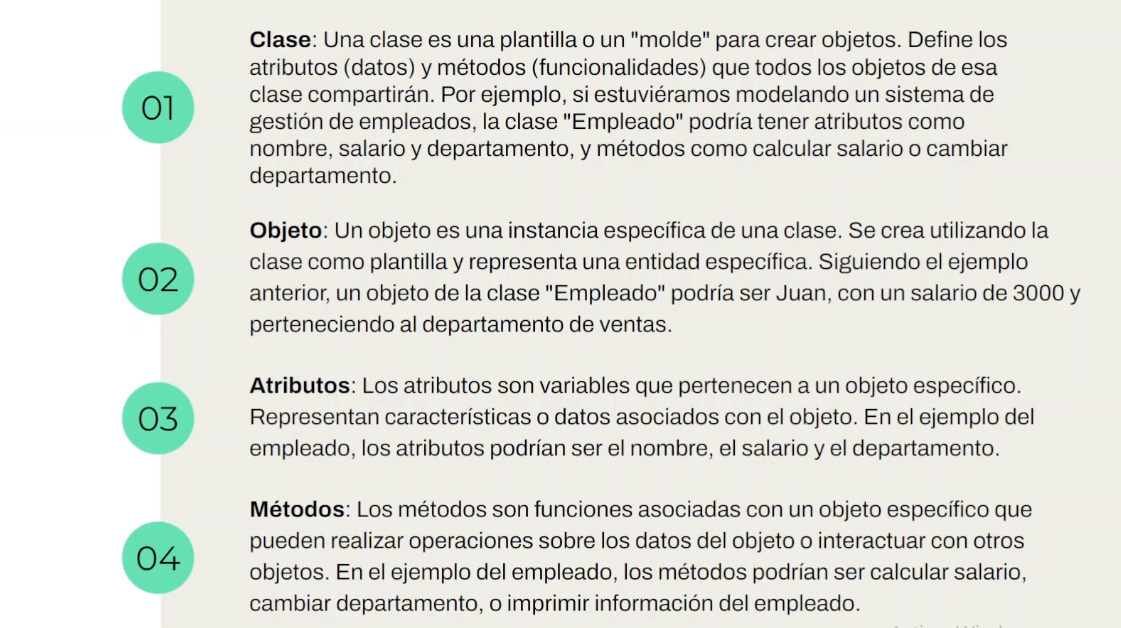 01
Clase: Una clase es una plantilla o un "molde" para crear objetos. Define los
atributos (datos) y métodos (funcionalidades) que todos los objetos de esa
clase compartirán. Por ejemplo, si estuviéramos modelando un sistema de
gestión de empleados, la clase "Empleado" podría tener atributos como
nombre, salario y departamento, y métodos como calcular salario o cambiar
departamento.
02
Objeto: Un objeto es una instancia específica de una clase. Se crea utilizando la
clase como plantilla y representa una entidad específica. Siguiendo el ejemplo
anterior, un objeto de la clase "Empleado" podría ser Juan, con un salario de 3000 y
perteneciendo al departamento de ventas.
03
Atributos: Los atributos son variables que pertenecen a un objeto específico.
Representan características o datos asociados con el objeto. En el ejemplo del
empleado, los atributos podrían ser el nombre, el salario y el departamento.
04
Métodos: Los métodos son funciones asociadas con un objeto específico que
pueden realizar operaciones sobre los datos del objeto o interactuar con otros
objetos. En el ejemplo del empleado, los métodos podrían ser calcular salario,
cambiar departamento, o imprimir información del empleado.